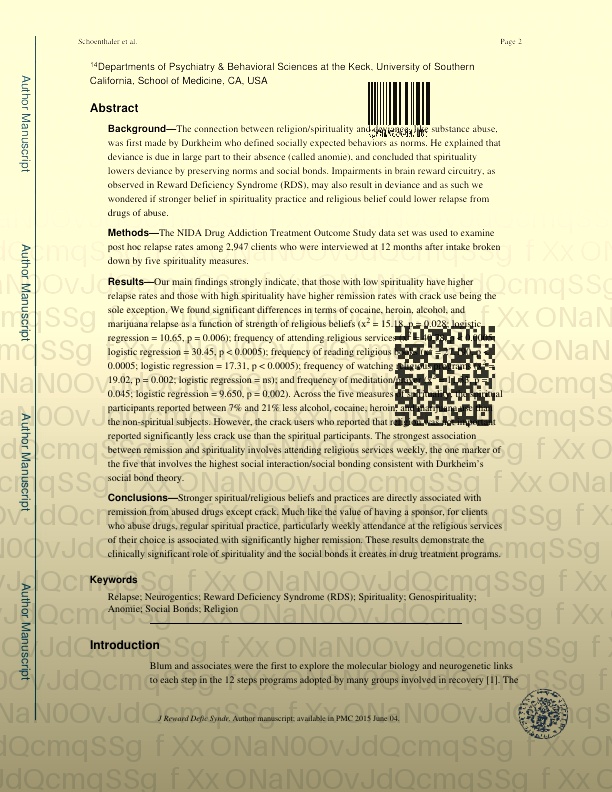 Schoenthaler et al.
Page 2
¹⁴Departments of Psychiatry & Behavioral Sciences at the Keck, University of Southern
California, School of Medicine, CA, USA
Abstract
Background—The connection between religion/spirituality and deviance, like substance abuse,
was first made by Durkheim who defined socially expected behaviors as norms. He explained that
deviance is due in large part to their absence (called anomie), and concluded that spirituality
lowers deviance by preserving norms and social bonds. Impairments in brain reward circuitry, as
observed in Reward Deficiency Syndrome (RDS), may also result in deviance and as such we
wondered if stronger belief in spirituality practice and religious belief could lower relapse from
drugs of abuse.
Methods—The NIDA Drug Addiction Treatment Outcome Study data set was used to examine
post hoc relapse rates among 2,947 clients who were interviewed at 12 months after intake broken
down by five spirituality measures.
Results—Our main findings strongly indicate, that those with low spirituality have higher
relapse rates and those with high spirituality have higher remission rates with crack use being the
sole exception. We found significant differences in terms of cocaine, heroin, alcohol, and
marijuana relapse as a function of strength of religious beliefs (x² = 15.18, p = 0.028; logistic
regression = 10.65, p = 0.006); frequency of attending religious services
logistic regression = 30.45, p < 0.0005); frequency of reading religious
0.0005; logistic regression = 17.31, p < 0.0005); frequency of watching religious programs
19.02, p = 0.002; logistic regression = ns); and frequency of meditation/
0.045; logistic regression = 9.650, p = 0.002). Across the five measures
participants reported between 7% and 21% less alcohol, cocaine, heroin, and marijuana use than
the non-spiritual subjects. However, the crack users who reported that
reported significantly less crack use than the spiritual participants. The strongest association
between remission and spirituality involves attending religious services weekly, the one marker of
the five that involves the highest social interaction/social bonding consistent with Durkheim's
social bond theory.
Conclusions—Stronger spiritual/religious beliefs and practices are directly associated with
remission from abused drugs except crack. Much like the value of having a sponsor, for clients
who abuse drugs, regular spiritual practice, particularly weekly attendance at the religious services
of their choice is associated with significantly higher remission. These results demonstrate the
clinically significant role of spirituality and the social bonds it creates in drug treatment programs.
Keywords
Relapse; Neurogentics; Reward Deficiency Syndrome (RDS); Spirituality; Genospirituality;
Anomie; Social Bonds; Religion
Introduction
Blum and associates were the first to explore the molecular biology and neurogenetic links
to each step in the 12 steps programs adopted by many groups involved in recovery [1]. The
J Reward Defic Syndr. Author manuscript; available in PMC 2015 June 04.
Author Manuscript
Author Manuscript
Author Manuscript
Author Manuscript